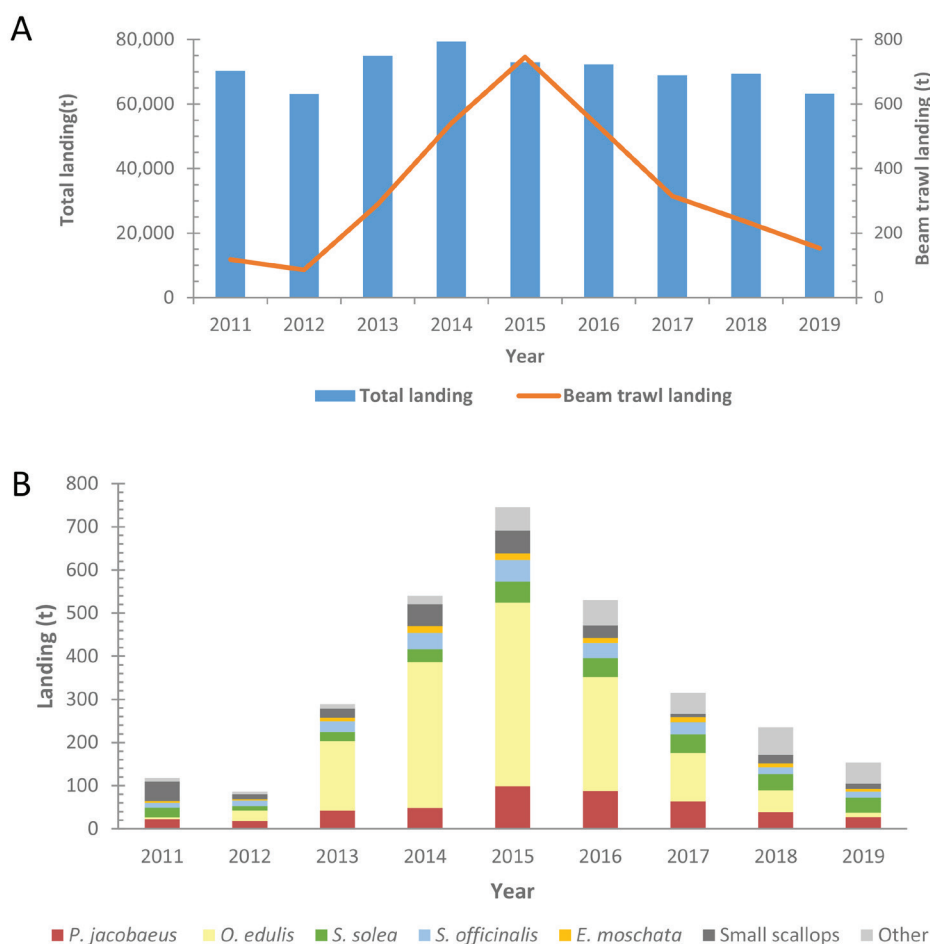 A
80,000
60,000
40,000
20,000
0
Total landing(t)
800
600
400
200
0
Beam trawl landing (t)
2011 2012 2013 2014 2015 2016 2017 2018 2019
Year
Total landing Beam trawl landing
B
800
700
600
500
400
300
200
100
0
Landing (t)
2011 2012 2013 2014 2015 2016 2017 2018 2019
Year
P. jacobaeus O. edulis S. solea S. officinalis E. moschata Small scallops Other